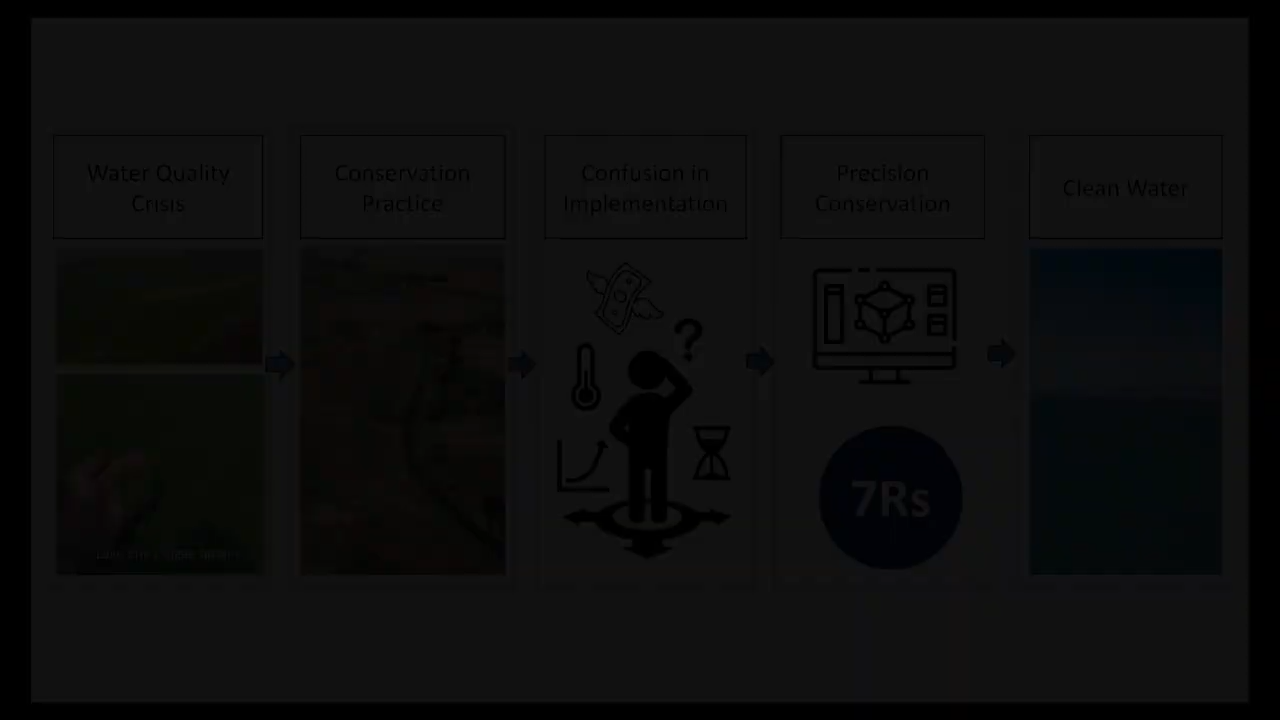 Water Quality
Crisis
Conservation
Practice
Confusion in
Implementation
Precision
Conservation
Clean Water
?
7Rs